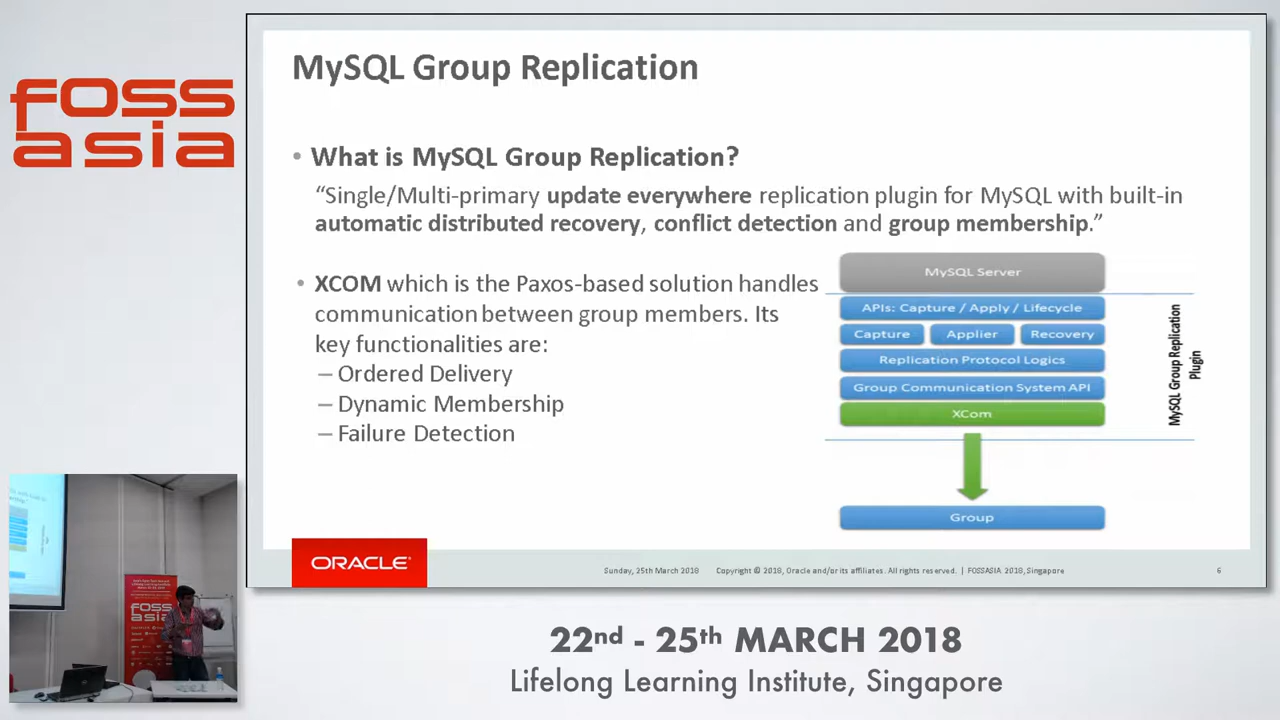 FOSS
asia
MySQL Group Replication
• What is MySQL Group Replication?
“Single/Multi-primary update everywhere replication plugin for MySQL with built-in
automatic distributed recovery, conflict detection and group membership.”
• XCOM which is the Paxos-based solution handles
communication between group members. Its
key functionalities are:
– Ordered Delivery
– Dynamic Membership
– Failure Detection
MySQL Server
APIs: Capture / Apply / Lifecycle
Capture Applier Recovery
Replication Protocol Logics
Group Communication System API
XCom
Group
MySQL Group Replication
Plugin
ORACLE®
Sunday, 25th March 2018 Copyright © 2018, Oracle and/or its affiliates. All rights reserved. | FOSSASIA 2018, Singapore 6
FOSS
asia
22nd - 25th MARCH 2018
Lifelong Learning Institute, Singapore